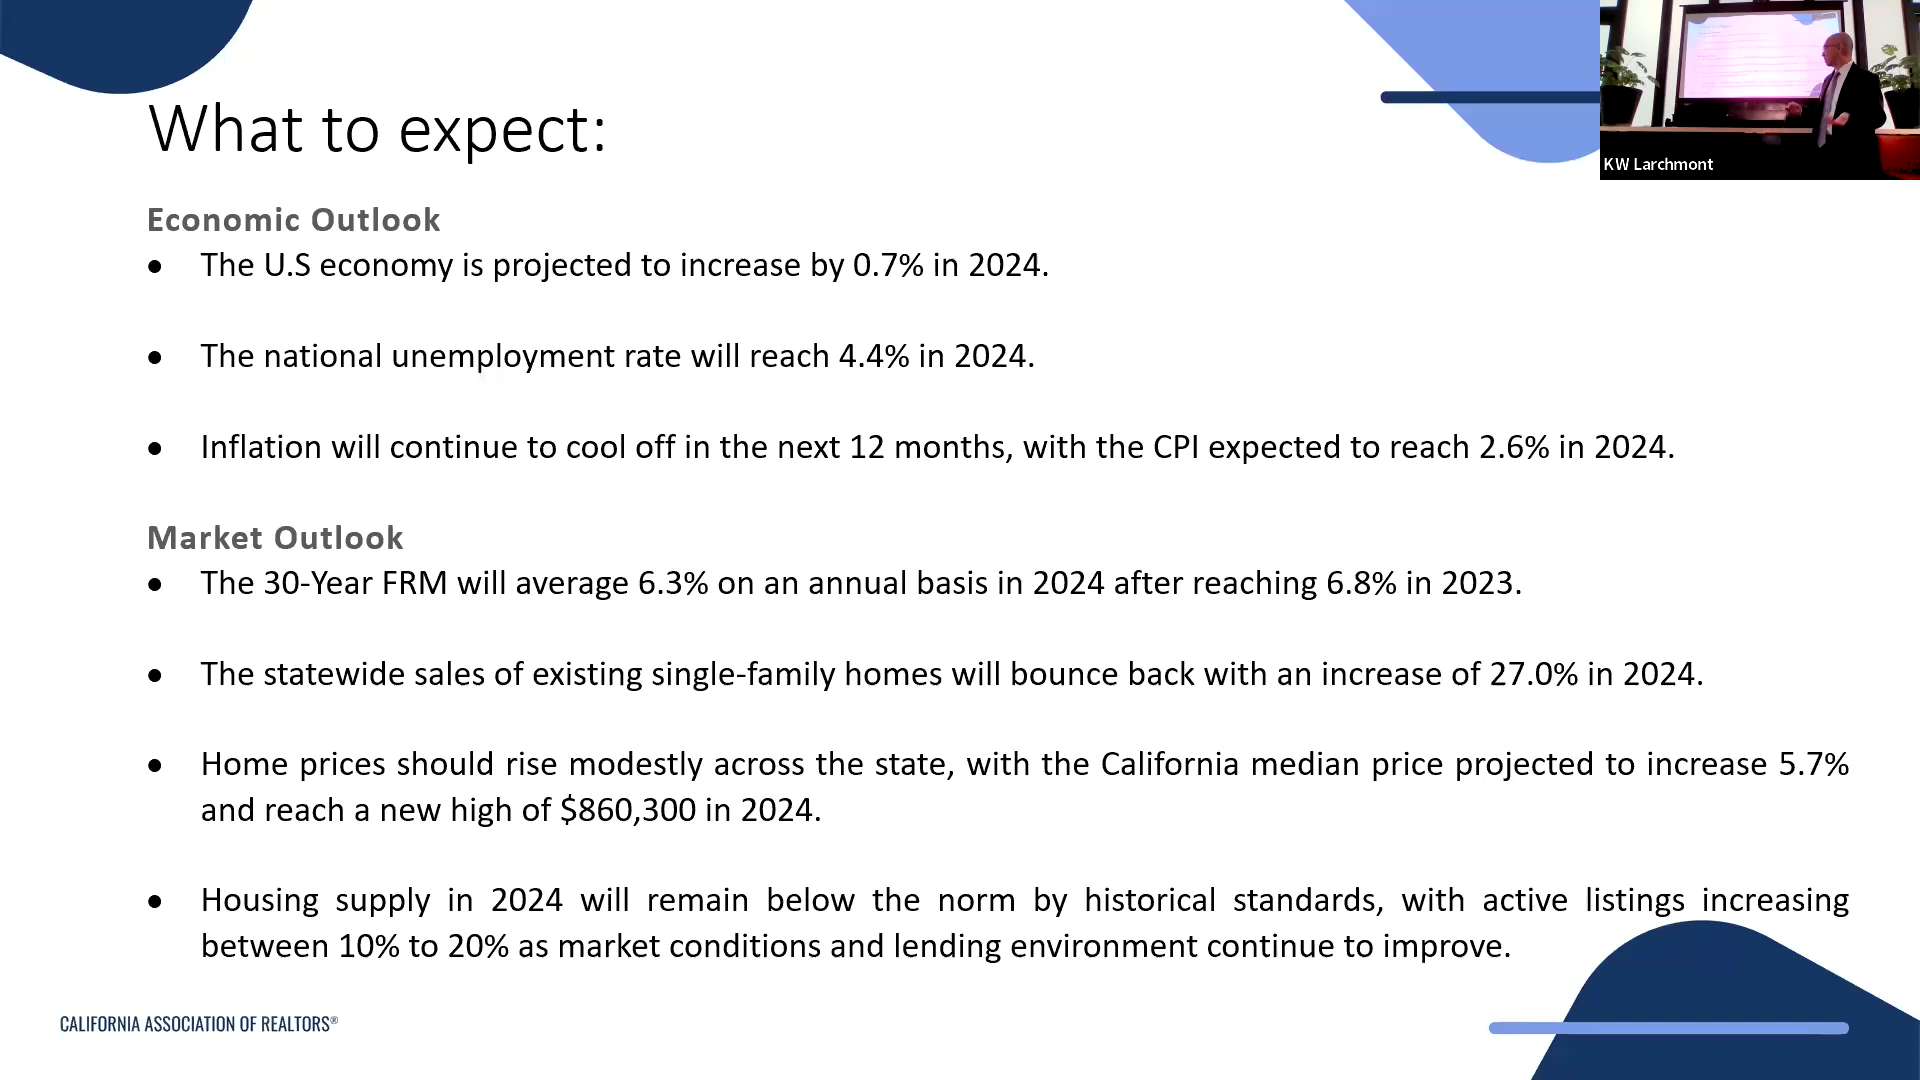 KW Larchmont
What to expect:
Economic Outlook
• The U.S economy is projected to increase by 0.7% in 2024.
• The national unemployment rate will reach 4.4% in 2024.
• Inflation will continue to cool off in the next 12 months, with the CPI expected to reach 2.6% in 2024.
Market Outlook
• The 30-Year FRM will average 6.3% on an annual basis in 2024 after reaching 6.8% in 2023.
• The statewide sales of existing single-family homes will bounce back with an increase of 27.0% in 2024.
• Home prices should rise modestly across the state, with the California median price projected to increase 5.7%
and reach a new high of $860,300 in 2024.
• Housing supply in 2024 will remain below the norm by historical standards, with active listings increasing
between 10% to 20% as market conditions and lending environment continue to improve.
CALIFORNIA ASSOCIATION OF REALTORS®